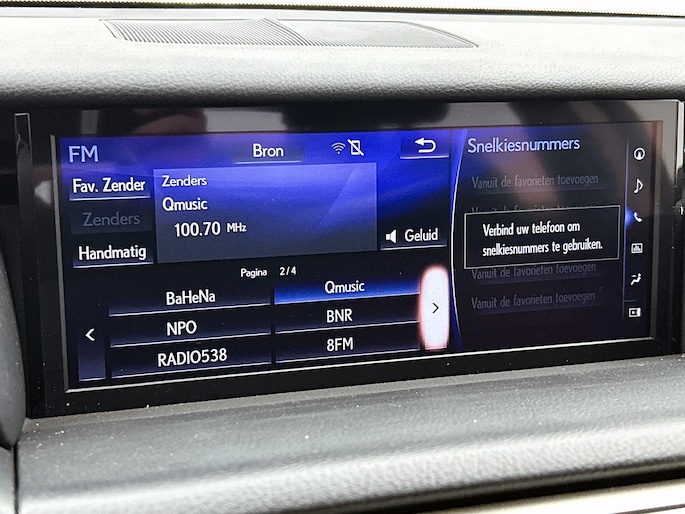 FM
Bron
Fav. Zender
Zenders
Handmatig
Zenders
Qmusic
100.70 MHz
Geluid
Pagina 2/4
BaHeNa
Qmusic
NPO
BNR
RADIO538
8FM
Snelkiesnummers
Vanuit de favorieten toevoegen
Verbind uw telefoon om
snelkiesnummers te gebruiken.
Vanuit de favorieten toevoegen
Vanuit de favorieten toevoegen